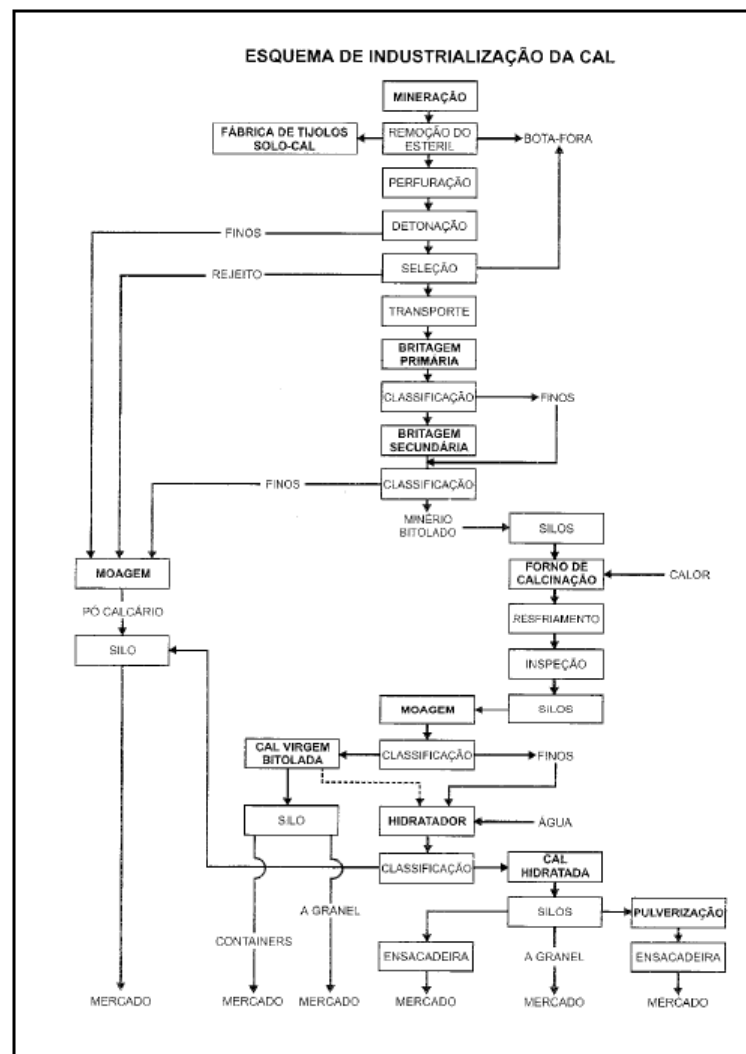 ESQUEMA DE INDUSTRIALIZAÇÃO DA CAL
MINERAÇÃO
FÁBRICA DE TIJOLOS
SOLO-CAL
REMOÇÃO DO
ESTERIL
BOTA-FORA
PERFURAÇÃO
FINOS
DETONAÇÃO
REJEITO
SELEÇÃO
TRANSPORTE
BRITAGEM
PRIMÁRIA
CLASSIFICAÇÃO
FINOS
BRITAGEM
SECUNDÁRIA
FINOS
CLASSIFICAÇÃO
MINÉRIO
BITOLADO
SILOS
MOAGEM
FORNO DE
CALCINAÇÃO
CALOR
PÓ CALCÁRIO
RESFRIAMENTO
SILO
INSPEÇÃO
MOAGEM
SILOS
CAL VIRGEM
BITOLADA
CLASSIFICAÇÃO
FINOS
SILO
HIDRATADOR
ÁGUA
CLASSIFICAÇÃO
CAL
HIDRATADA
A GRANEL
SILOS
PULVERIZAÇÃO
CONTAINERS
ENSACADEIRA
A GRANEL
ENSACADEIRA
MERCADO
MERCADO
MERCADO
MERCADO
MERCADO
MERCADO